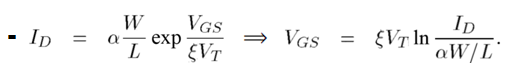 - I_D = α W/L exp V_GS/ξV_T ⟹ V_GS = ξV_T ln I_D/αW/L.